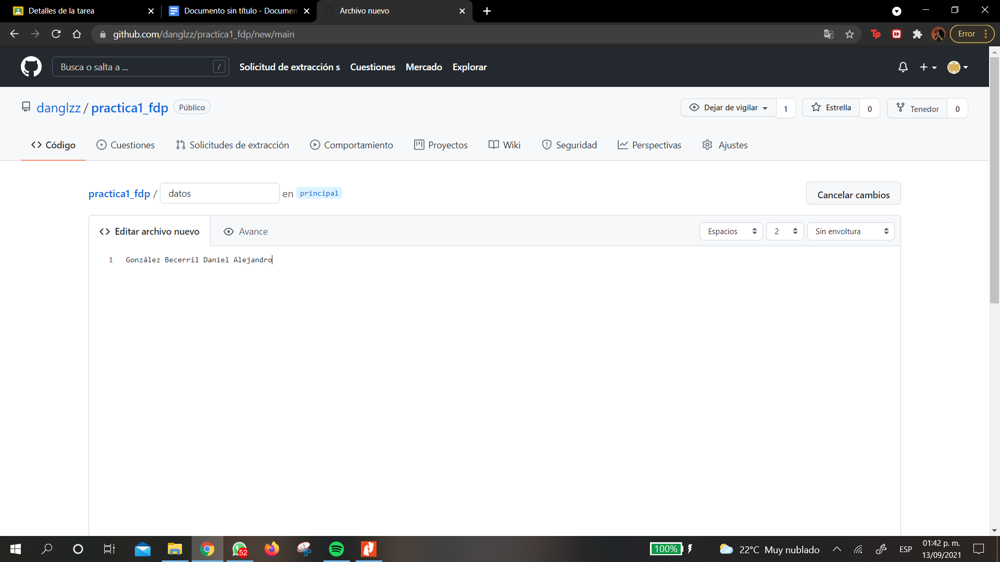 Detalles de la tarea
Documento sin título - Documen
Archivo nuevo
github.com/danglzz/practica1_fdp/new/main
Error
Busca o salta a ...
/
Solicitud de extracción s
Cuestiones
Mercado
Explorar
danglzz / practica1_fdp
Público
Dejar de vigilar
1
Estrella
0
Tenedor
0
Código
Cuestiones
Solicitudes de extracción
Comportamiento
Proyectos
Wiki
Seguridad
Perspectivas
Ajustes
practica1_fdp / datos en principal
Cancelar cambios
Editar archivo nuevo
Avance
Espacios
2
Sin envoltura
1 González Becerril Daniel Alejandro
52
100%
22°C Muy nublado
ESP
01:42 p. m.
13/09/2021